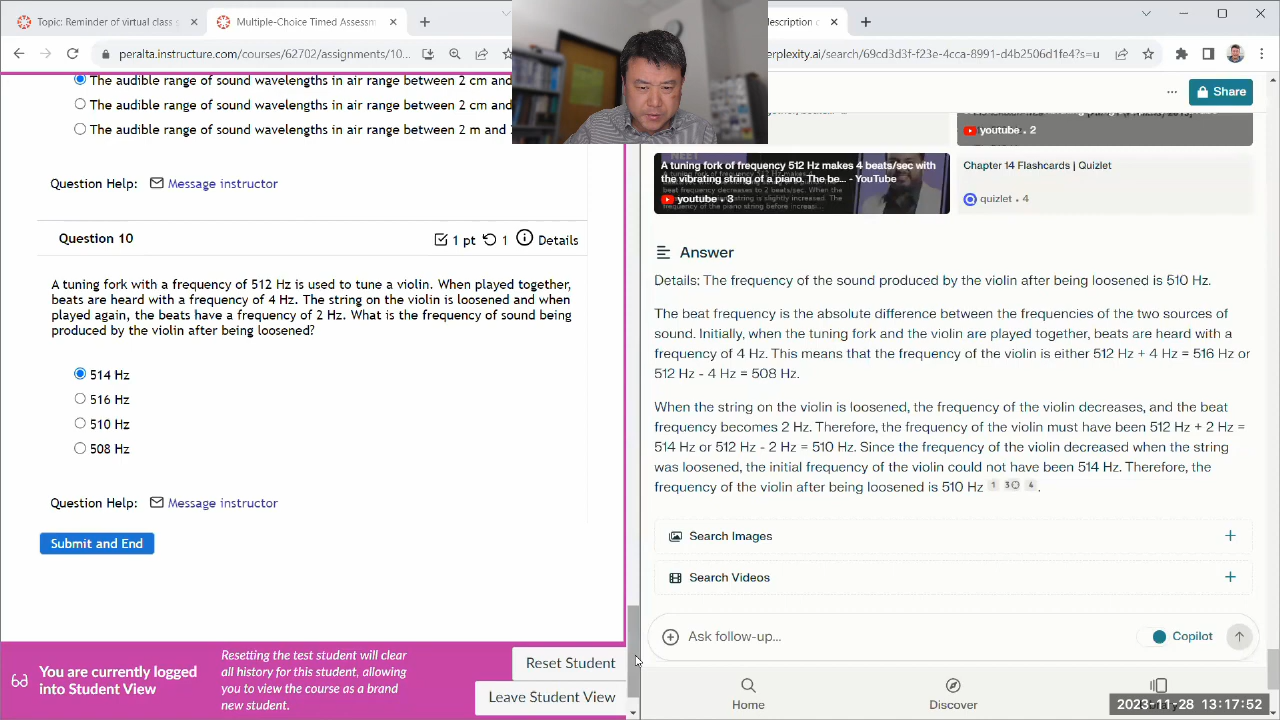 Topic: Reminder of virtual class s
Multiple-Choice Timed Assessm
description c
peralta.instructure.com/courses/62702/assignments/10...
erplexity.ai/search/69cd3d3f-f23e-4cca-8991-d4b2506d1fe4?s=u
The audible range of sound wavelengths in air range between 2 cm and
The audible range of sound wavelengths in air range between 2 cm and
The audible range of sound wavelengths in air range between 2 m and
Question Help: Message instructor
Question 10
1 pt 1 Details
A tuning fork with a frequency of 512 Hz is used to tune a violin. When played together,
beats are heard with a frequency of 4 Hz. The string on the violin is loosened and when
played again, the beats have a frequency of 2 Hz. What is the frequency of sound being
produced by the violin after being loosened?
514 Hz
516 Hz
510 Hz
508 Hz
Question Help: Message instructor
Submit and End
You are currently logged
into Student View
Resetting the test student will clear
all history for this student, allowing
you to view the course as a brand
new student.
Reset Student
Leave Student View
Share
youtube . 2
A tuning fork of frequency 512 Hz makes 4 beats/sec with
the vibrating string of a piano. The be... - YouTube
youtube . 3
Chapter 14 Flashcards | Quizlet
quizlet . 4
Answer
Details: The frequency of the sound produced by the violin after being loosened is 510 Hz.
The beat frequency is the absolute difference between the frequencies of the two sources of
sound. Initially, when the tuning fork and the violin are played together, beats are heard with a
frequency of 4 Hz. This means that the frequency of the violin is either 512 Hz + 4 Hz = 516 Hz or
512 Hz - 4 Hz = 508 Hz.
When the string on the violin is loosened, the frequency of the violin decreases, and the beat
frequency becomes 2 Hz. Therefore, the frequency of the violin must have been 512 Hz + 2 Hz =
514 Hz or 512 Hz - 2 Hz = 510 Hz. Since the frequency of the violin decreased when the string
was loosened, the initial frequency of the violin could not have been 514 Hz. Therefore, the
frequency of the violin after being loosened is 510 Hz 1 3 4 .
Search Images
Search Videos
Ask follow-up...
Copilot
Home
Discover
2023-11-28 13:17:52